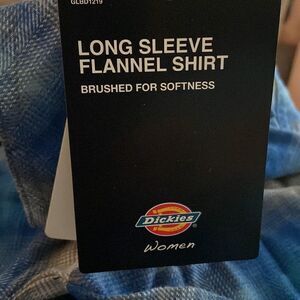 GLBD1219
LONG SLEEVE
FLANNEL SHIRT
BRUSHED FOR SOFTNESS
Dickies
Women